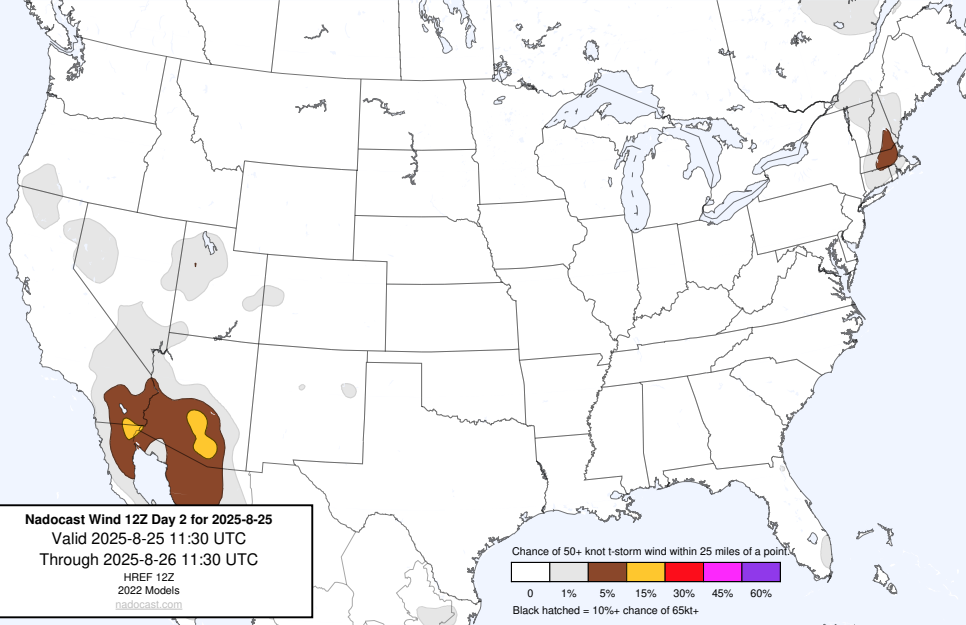 Nadocast Wind 12Z Day 2 for 2025-8-25
Valid 2025-8-25 11:30 UTC
Through 2025-8-26 11:30 UTC
HREF 12Z
2022 Models
nadocast.com
Chance of 50+ knot t-storm wind within 25 miles of a point.
0 1% 5% 15% 30% 45% 60%
Black hatched = 10%+ chance of 65kt+